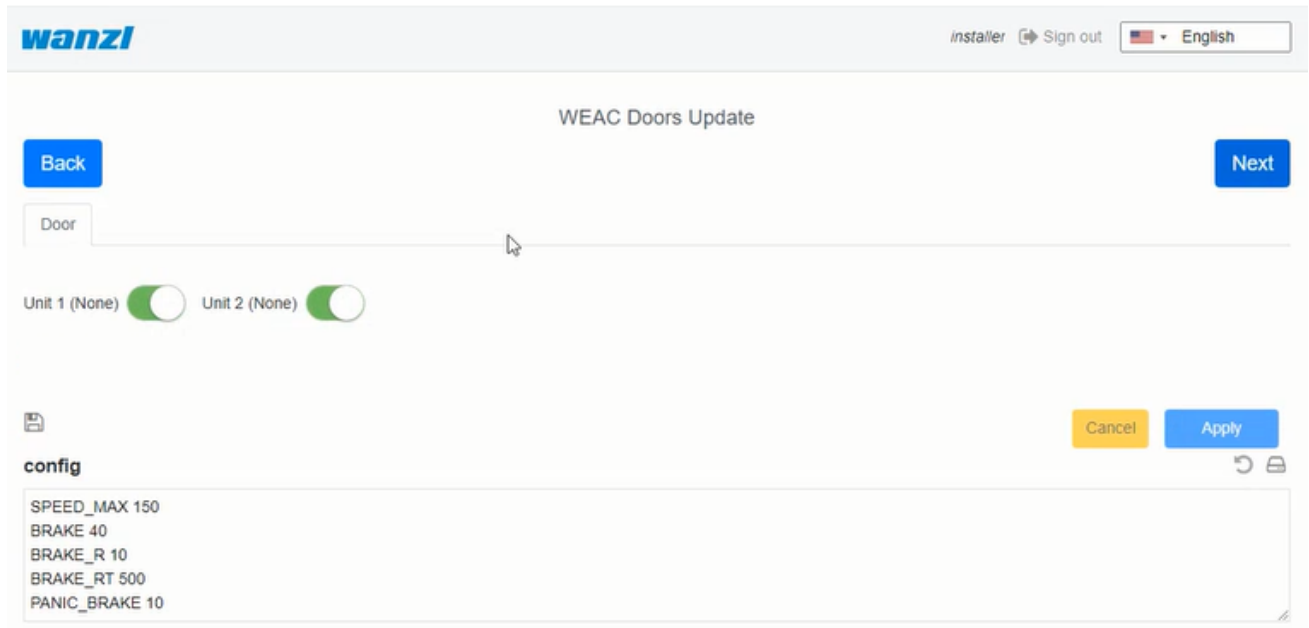 wanzl
installer Sign out English
WEAC Doors Update
Back Next
Door
Unit 1 (None) Unit 2 (None)
Cancel Apply
config
SPEED_MAX 150
BRAKE 40
BRAKE_R 10
BRAKE_RT 500
PANIC_BRAKE 10